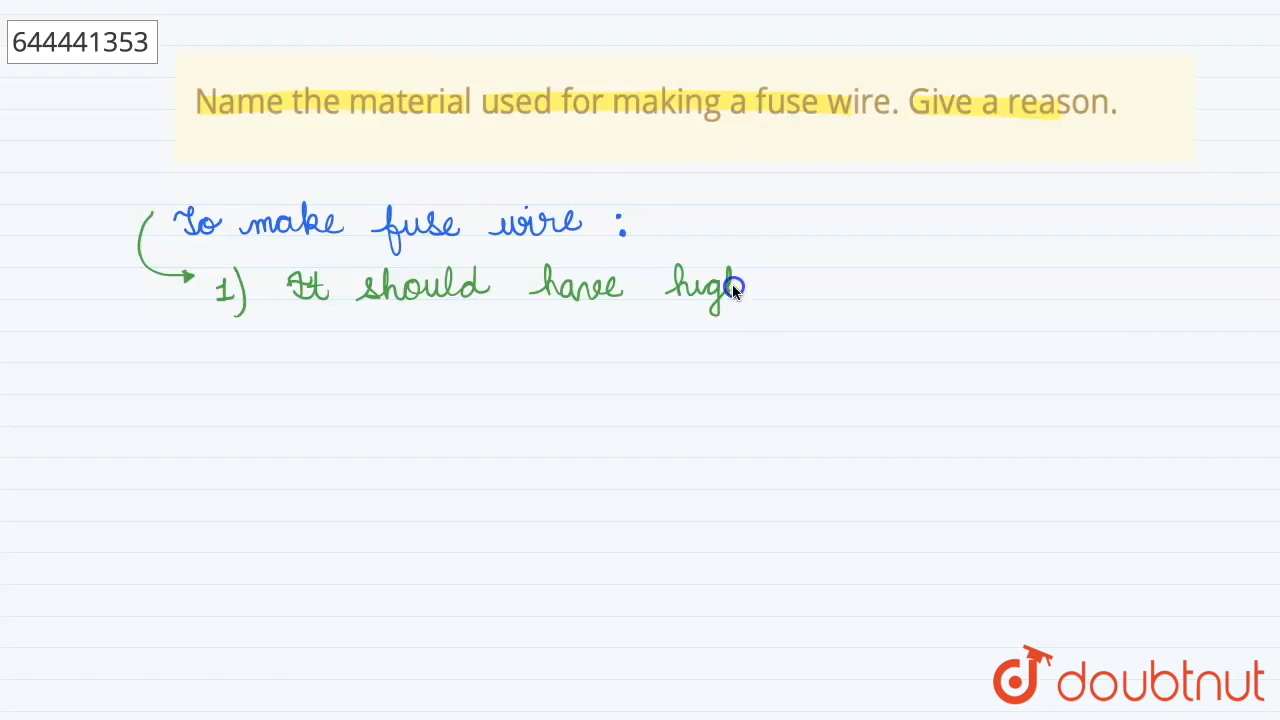 644441353
Name the material used for making a fuse wire. Give a reason.
To make fuse wire :
1) It should have high
doubtnut